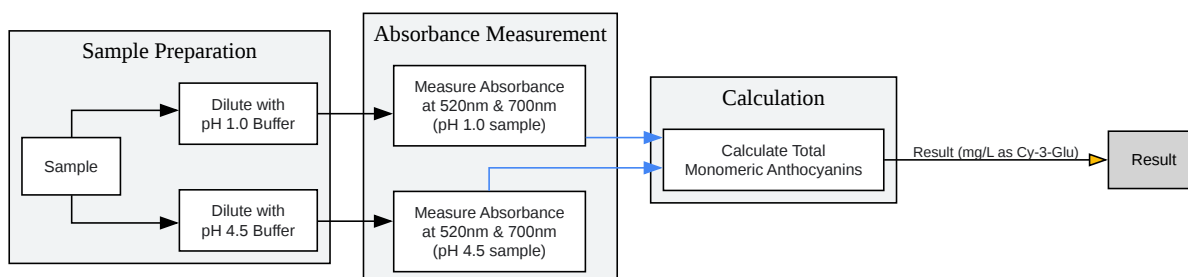 Sample Preparation
Sample
Dilute with
pH 1.0 Buffer
Dilute with
pH 4.5 Buffer
Absorbance Measurement
Measure Absorbance
at 520nm & 700nm
(pH 1.0 sample)
Measure Absorbance
at 520nm & 700nm
(pH 4.5 sample)
Calculation
Calculate Total
Monomeric Anthocyanins
Result (mg/L as Cy-3-Glu)
Result